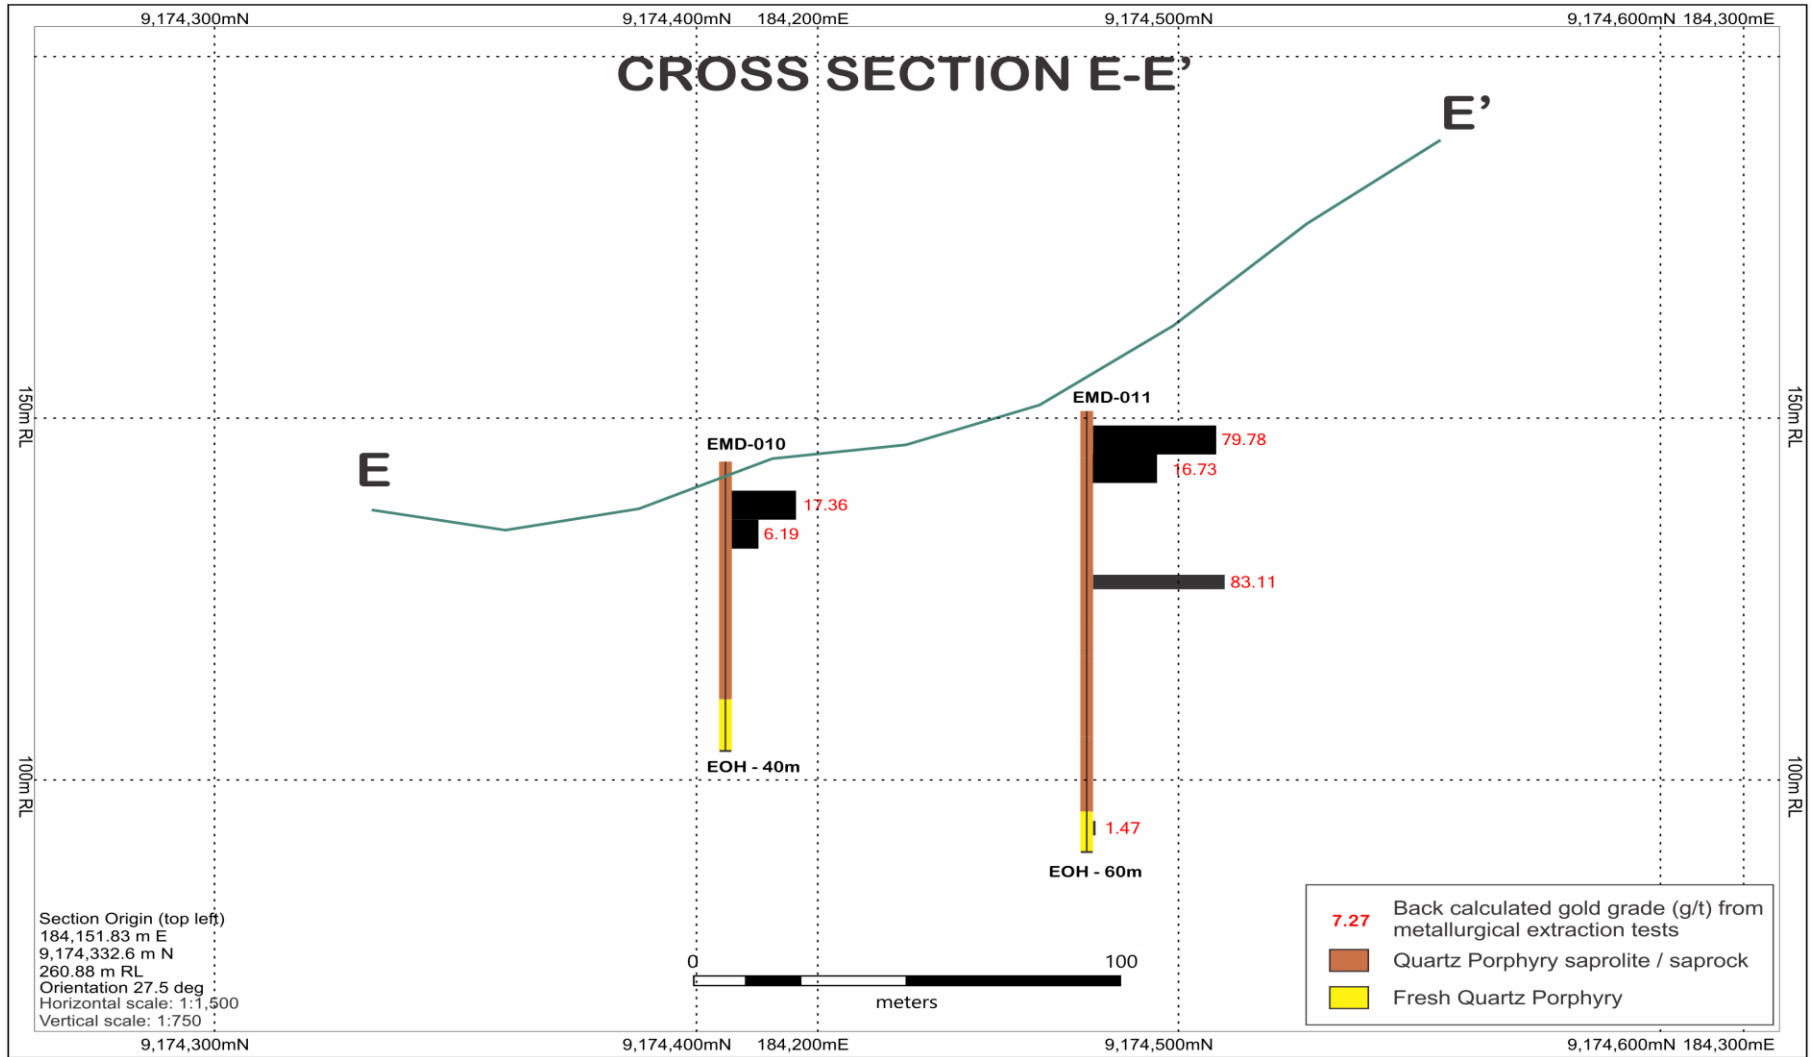 9,174,300mN 9,174,400mN 184,200mE 9,174,500mN 9,174,600mN 184,300mE
CROSS SECTION E-E’
E’
150m RL 150m RL
EMD-011
79.78
EMD-010
16.73
E
17.36
6.19
83.11
100m RL 100m RL
EOH - 40m
1.47
EOH - 60m
Section Origin (top left)
184,151.83 m E
9,174,332.6 m N
260.88 m RL
Orientation 27.5 deg
Horizontal scale: 1:1,500
Vertical scale: 1:750
0 100
meters
7.27 Back calculated gold grade (g/t) from
metallurgical extraction tests
Quartz Porphyry saprolite / saprock
Fresh Quartz Porphyry
9,174,300mN 9,174,400mN 184,200mE 9,174,500mN 9,174,600mN 184,300mE